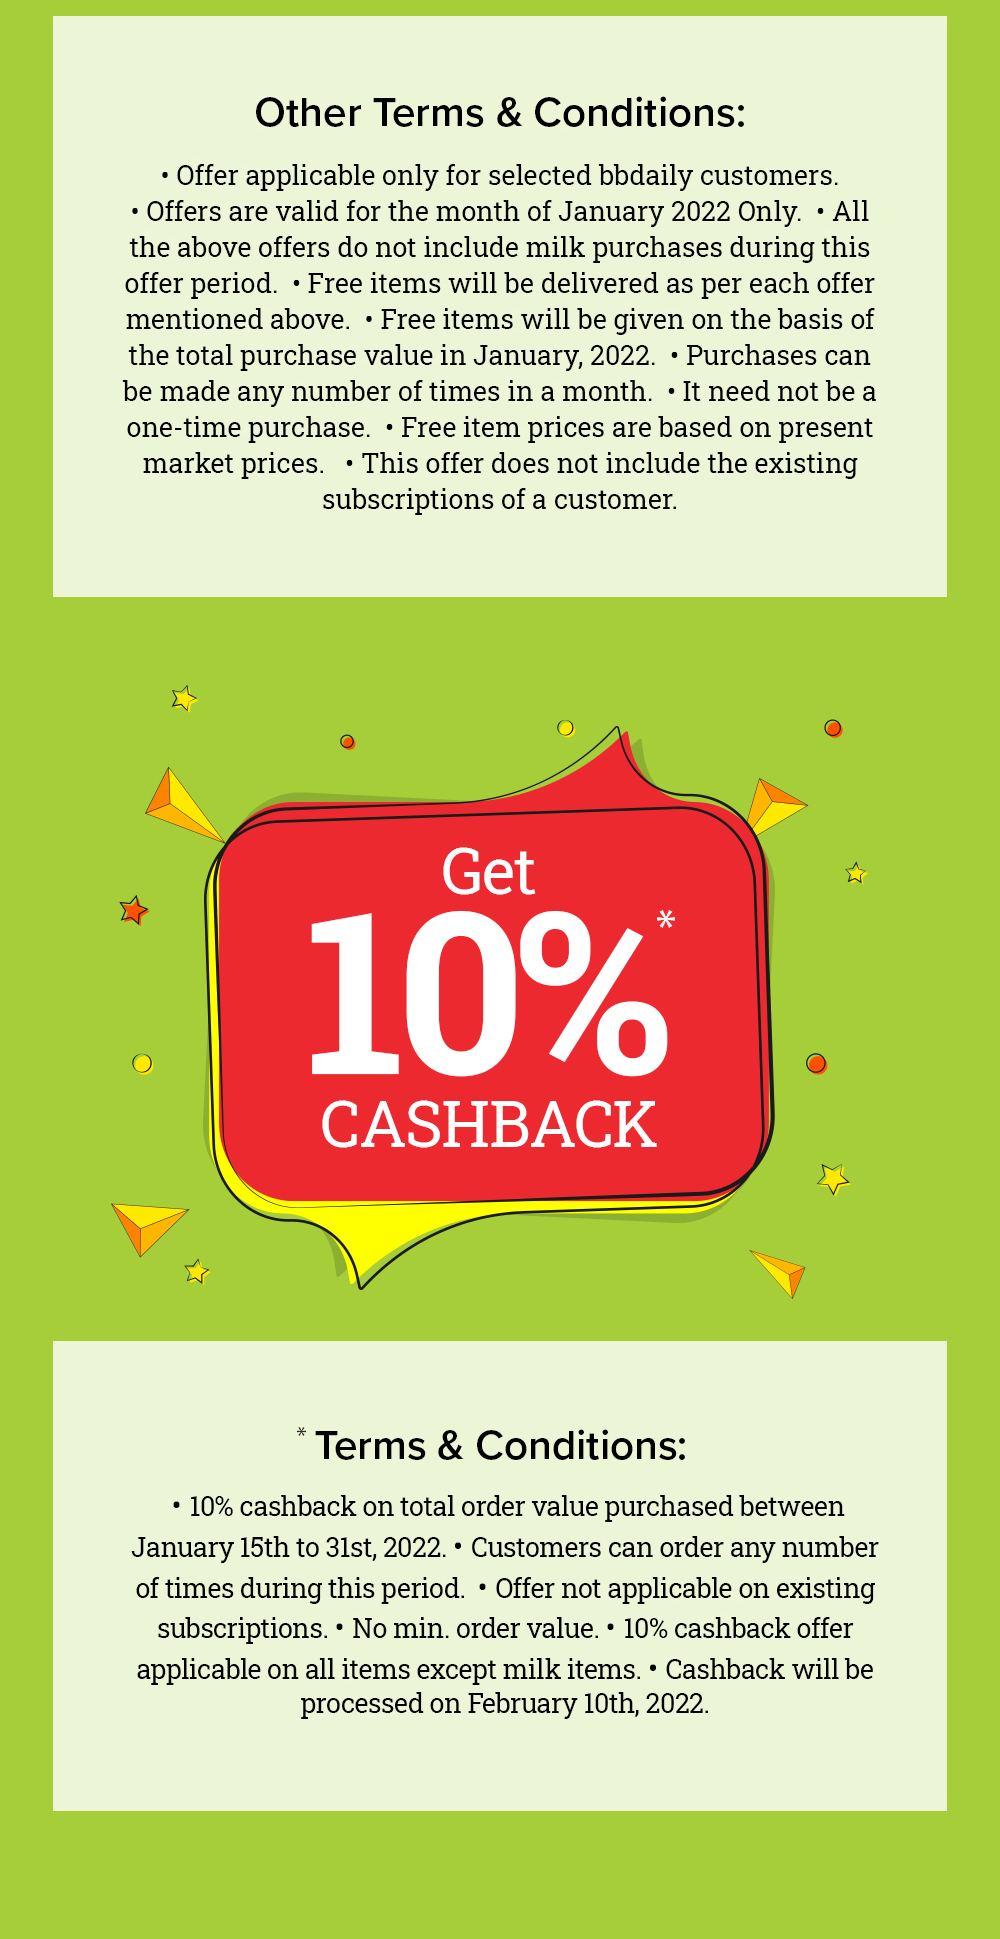 Other Terms & Conditions:
• Offer applicable only for selected bbdaily customers.
• Offers are valid for the month of January 2022 Only. • All
the above offers do not include milk purchases during this
offer period. • Free items will be delivered as per each offer
mentioned above. • Free items will be given on the basis of
the total purchase value in January, 2022. • Purchases can
be made any number of times in a month. • It need not be a
one-time purchase. • Free item prices are based on present
market prices. • This offer does not include the existing
subscriptions of a customer.
Get
10%*
CASHBACK
* Terms & Conditions:
• 10% cashback on total order value purchased between
January 15th to 31st, 2022. • Customers can order any number
of times during this period. • Offer not applicable on existing
subscriptions. • No min. order value. • 10% cashback offer
applicable on all items except milk items. • Cashback will be
processed on February 10th, 2022.